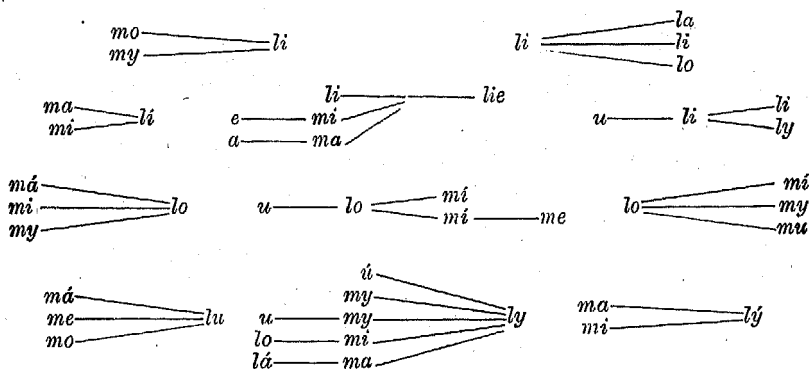 mo la
my li li li
lo
ma li lie li
mi lí e mi u li
a ma ly
má mí mí
mi lo u lo lo my
my mí me mu
má ú
me lu my ma
mo u my ly mi lý
lo mi
lá ma